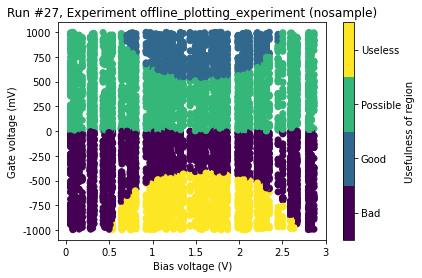 Run #27, Experiment offline_plotting_experiment (nosample)
1000
750
500
250
0
-250
-500
-750
-1000
Gate voltage (mV)
0
0.5
1
1.5
2
2.5
3
Bias voltage (V)
Useless
Possible
Good
Bad
Usefulness of region